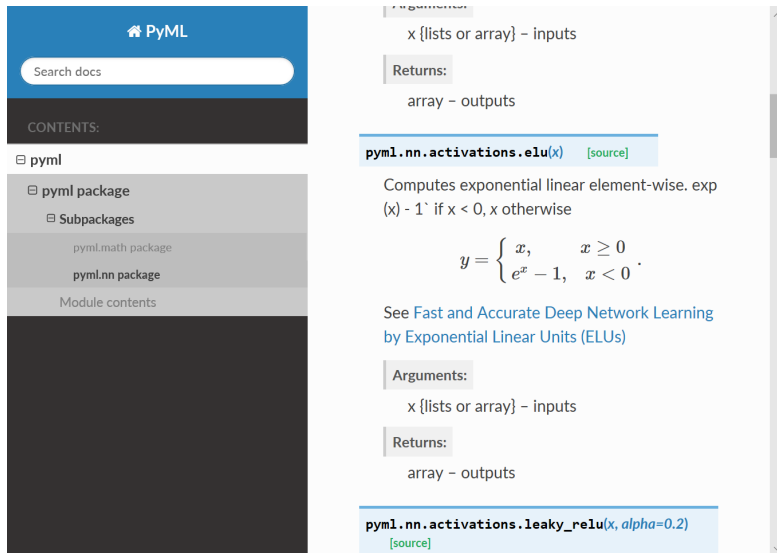 PyML
Search docs
CONTENTS:
pyml
pyml package
Subpackages
pyml.math package
pyml.nn package
Module contents
Arguments:
x {lists or array} – inputs
Returns:
array – outputs
pyml.nn.activations.elu(x) [source]
Computes exponential linear element-wise. exp
(x) - 1` if x < 0, x otherwise
y = { x, x ≥ 0
e^x − 1, x < 0 .
See Fast and Accurate Deep Network Learning
by Exponential Linear Units (ELUs)
Arguments:
x {lists or array} – inputs
Returns:
array – outputs
pyml.nn.activations.leaky_relu(x, alpha=0.2)
[source]